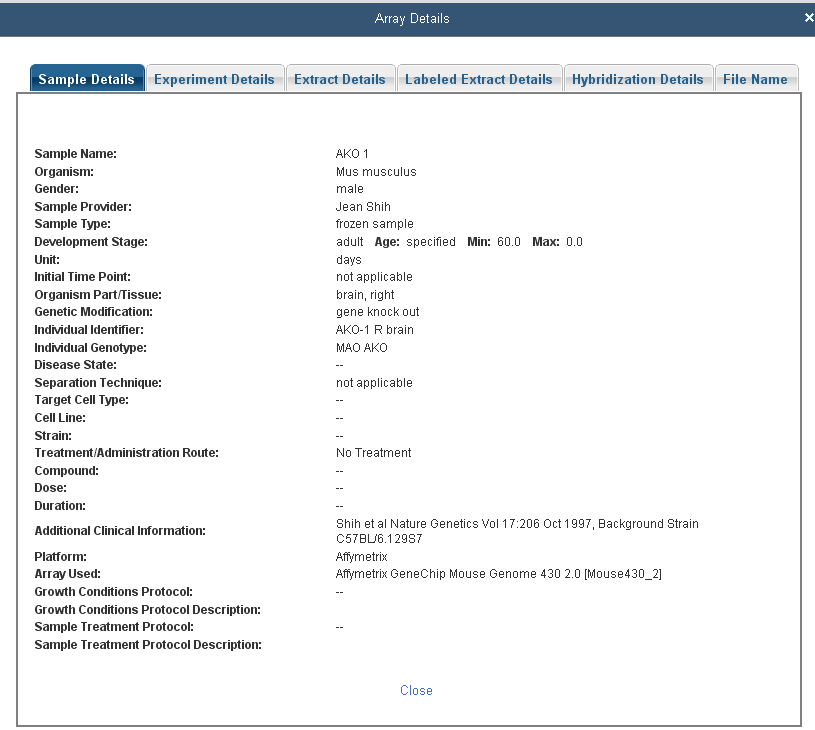 Array Details
×
Sample Details Experiment Details Extract Details Labeled Extract Details Hybridization Details File Name
Sample Name: AKO 1
Organism: Mus musculus
Gender: male
Sample Provider: Jean Shih
Sample Type: frozen sample
Development Stage: adult Age: specified Min: 60.0 Max: 0.0
Unit: days
Initial Time Point: not applicable
Organism Part/Tissue: brain, right
Genetic Modification: gene knock out
Individual Identifier: AKO-1 R brain
Individual Genotype: MAO AKO
Disease State: --
Separation Technique: not applicable
Target Cell Type: --
Cell Line: --
Strain: --
Treatment/Administration Route: No Treatment
Compound: --
Dose: --
Duration: --
Additional Clinical Information: Shih et al Nature Genetics Vol 17:206 Oct 1997, Background Strain
C57BL/6.129S7
Platform: Affymetrix
Array Used: Affymetrix GeneChip Mouse Genome 430 2.0 [Mouse430_2]
Growth Conditions Protocol: --
Growth Conditions Protocol Description:
Sample Treatment Protocol: --
Sample Treatment Protocol Description:
Close